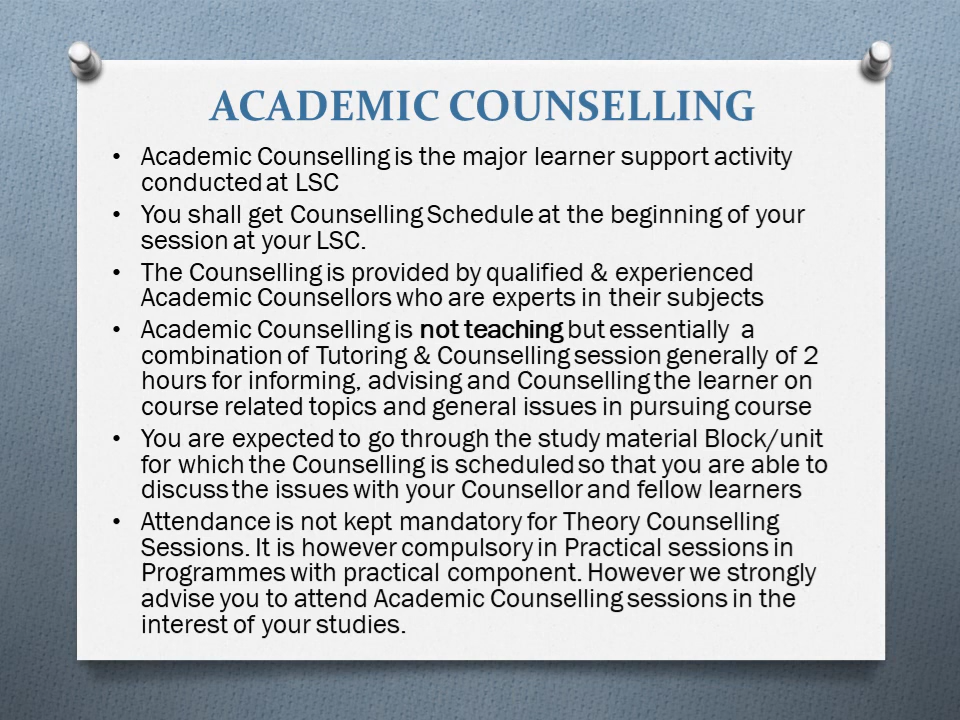 ACADEMIC COUNSELLING
• Academic Counselling is the major learner support activity
conducted at LSC
• You shall get Counselling Schedule at the beginning of your
session at your LSC.
• The Counselling is provided by qualified & experienced
Academic Counsellors who are experts in their subjects
• Academic Counselling is not teaching but essentially a
combination of Tutoring & Counselling session generally of 2
hours for informing, advising and Counselling the learner on
course related topics and general issues in pursuing course
• You are expected to go through the study material Block/unit
for which the Counselling is scheduled so that you are able to
discuss the issues with your Counsellor and fellow learners
• Attendance is not kept mandatory for Theory Counselling
Sessions. It is however compulsory in Practical sessions in
Programmes with practical component. However we strongly
advise you to attend Academic Counselling sessions in the
interest of your studies.